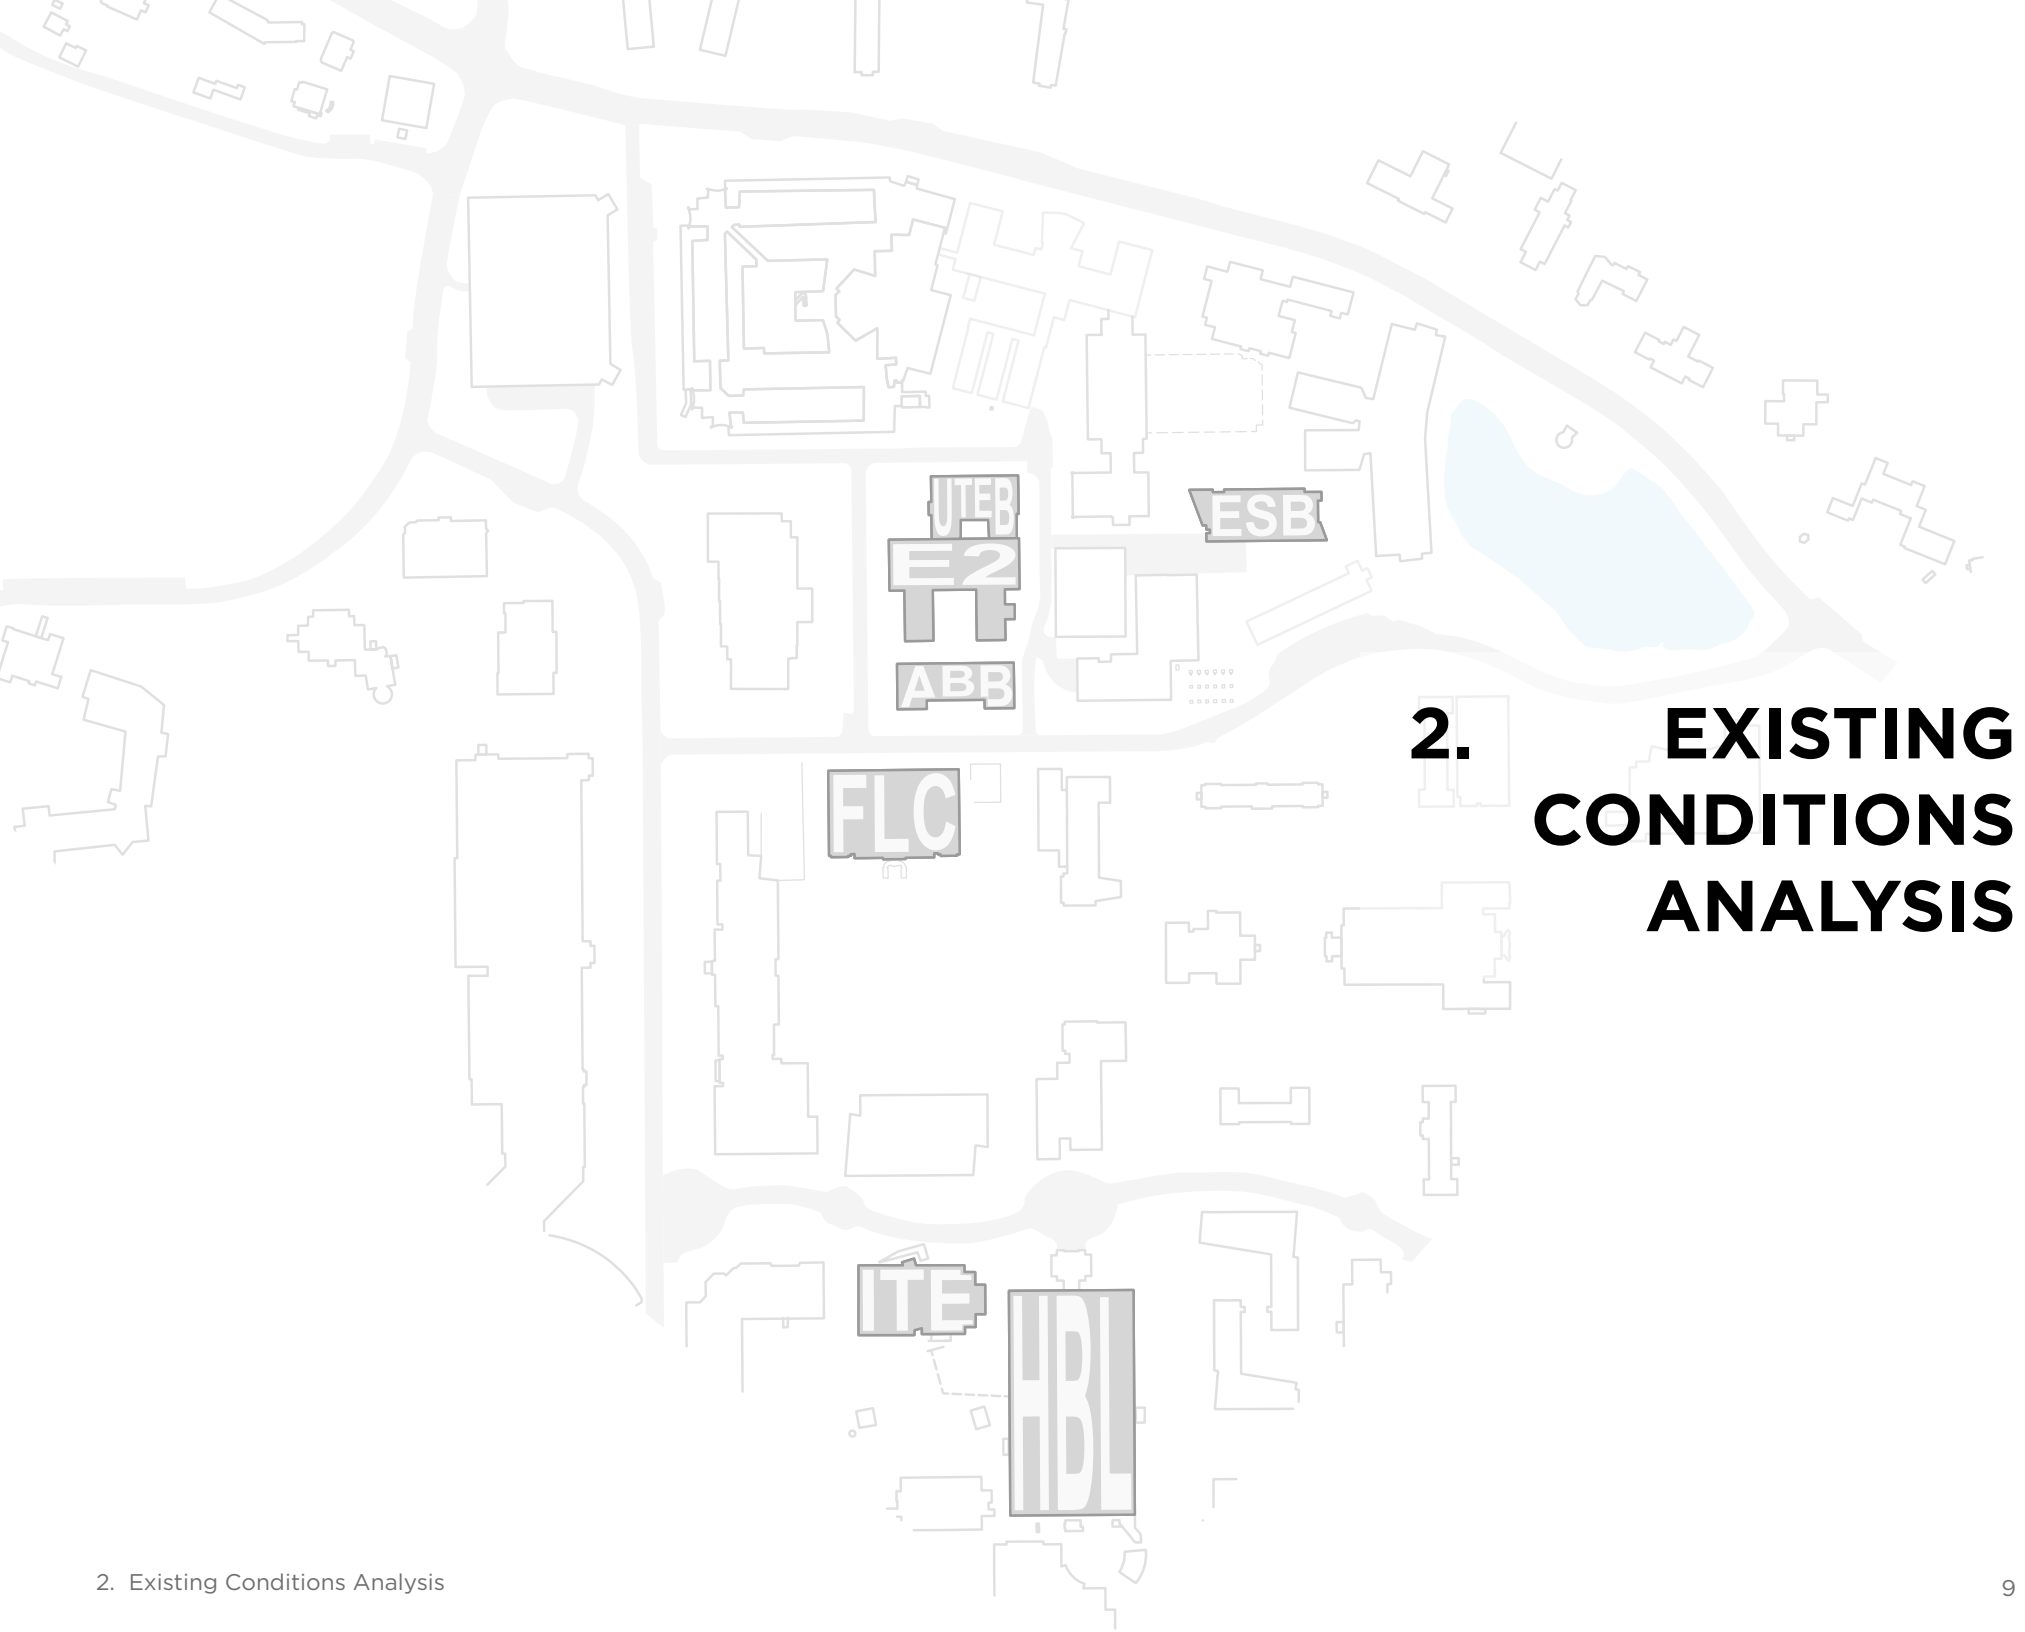 UTEB
ESB
E2
ABB
2. EXISTING
CONDITIONS
ANALYSIS
FLC
ITE
HBL
2. Existing Conditions Analysis
9